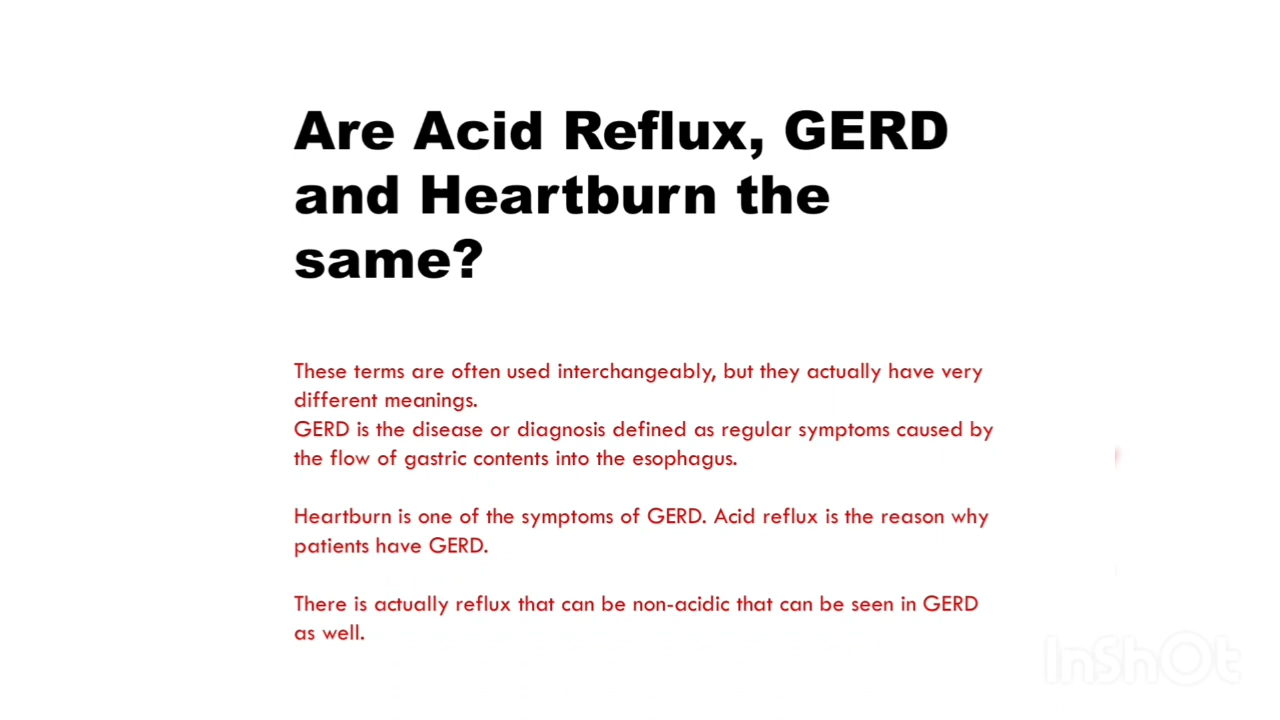 Are Acid Reflux, GERD
and Heartburn the
same?
These terms are often used interchangeably, but they actually have very
different meanings.
GERD is the disease or diagnosis defined as regular symptoms caused by
the flow of gastric contents into the esophagus.
Heartburn is one of the symptoms of GERD. Acid reflux is the reason why
patients have GERD.
There is actually reflux that can be non-acidic that can be seen in GERD
as well.
InShOt